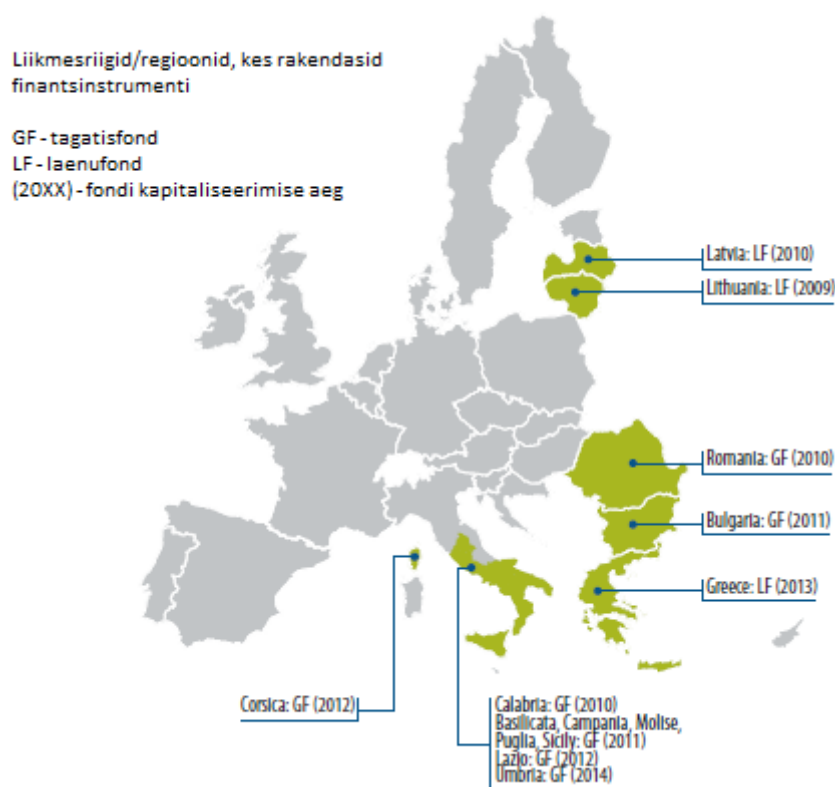 Liikmesriigid/regioonid, kes rakendasid
finantsinstrumenti
GF - tagatisfond
LF - laenufond
(20XX) - fondi kapitaliseerimise aeg
Latvia: LF (2010)
Lithuania: LF (2009)
Romania: GF (2010)
Bulgaria: GF (2011)
Greece: LF (2013)
Corsica: GF (2012)
Calabria: GF (2010)
Basilicata, Campania, Molise,
Puglia, Sicily: GF (2011)
Lazio: GF (2012)
Umbria: GF (2014)